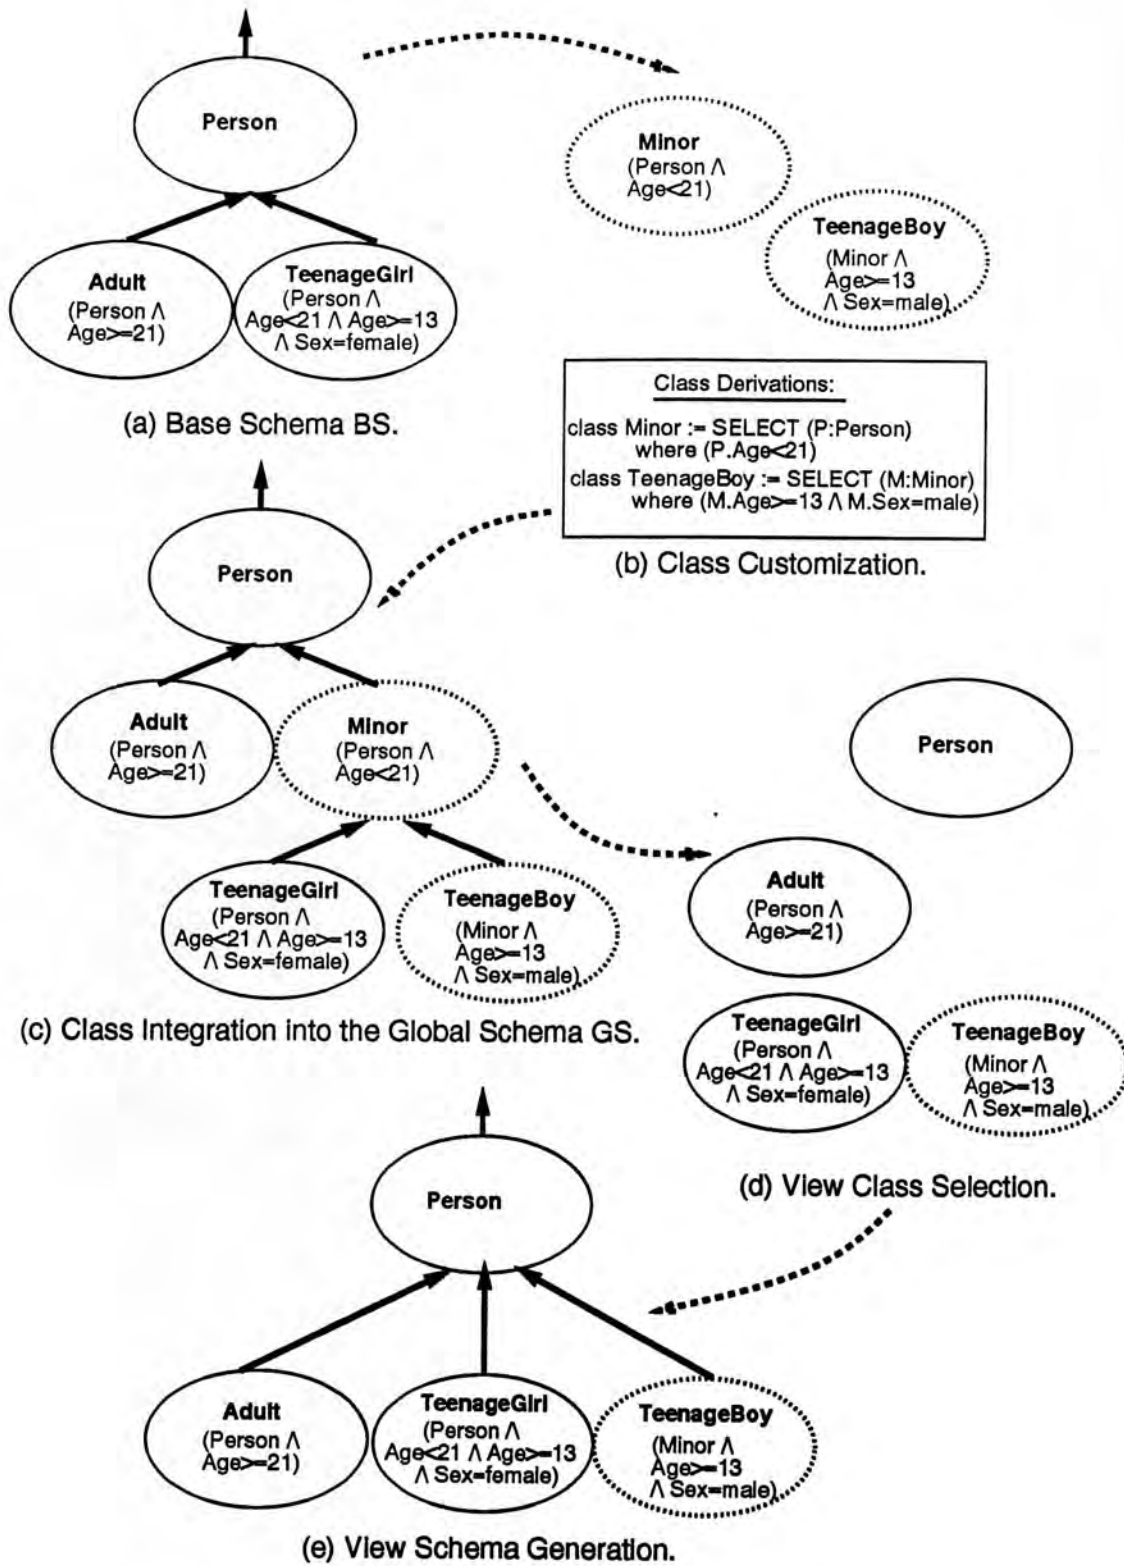 Person
Adult
(Person Λ
Age>=21)
TeenageGirl
(Person Λ
Age<21 Λ Age>=13
Λ Sex=female)
(a) Base Schema BS.
Minor
(Person Λ
Age<21)
TeenageBoy
(Minor Λ
Age>=13
Λ Sex=male)
Class Derivations:
class Minor := SELECT (P:Person)
where (P.Age<21)
class TeenageBoy := SELECT (M:Minor)
where (M.Age>=13 Λ M.Sex=male)
(b) Class Customization.
Person
Adult
(Person Λ
Age>=21)
Minor
(Person Λ
Age<21)
TeenageGirl
(Person Λ
Age<21 Λ Age>=13
Λ Sex=female)
TeenageBoy
(Minor Λ
Age>=13
Λ Sex=male)
(c) Class Integration into the Global Schema GS.
Person
Adult
(Person Λ
Age>=21)
TeenageGirl
(Person Λ
Age<21 Λ Age>=13
Λ Sex=female)
TeenageBoy
(Minor Λ
Age>=13
Λ Sex=male)
(d) View Class Selection.
Person
Adult
(Person Λ
Age>=21)
TeenageGirl
(Person Λ
Age<21 Λ Age>=13
Λ Sex=female)
TeenageBoy
(Minor Λ
Age>=13
Λ Sex=male)
(e) View Schema Generation.